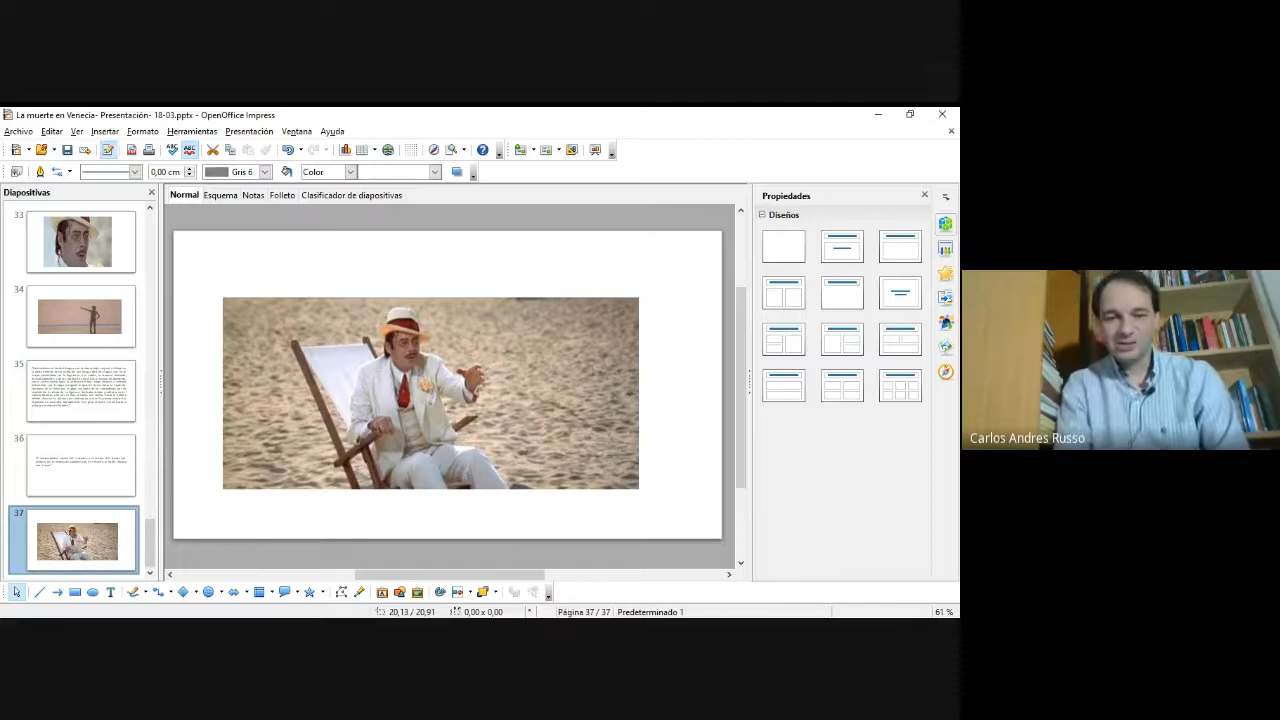 La muerte en Venecia- Presentación- 18-03.pptx - OpenOffice Impress
Archivo Editar Ver Insertar Formato Herramientas Presentación Ventana Ayuda
0,00 cm Gris 6 Color
Diapositivas
Normal Esquema Notas Folleto Clasificador de diapositivas
Propiedades
Diseños
33
34
35
36
37
Carlos Andres Russo
20,13 / 20,91 0,00 x 0,00 * Página 37 / 37 Predeterminado 1 61 %